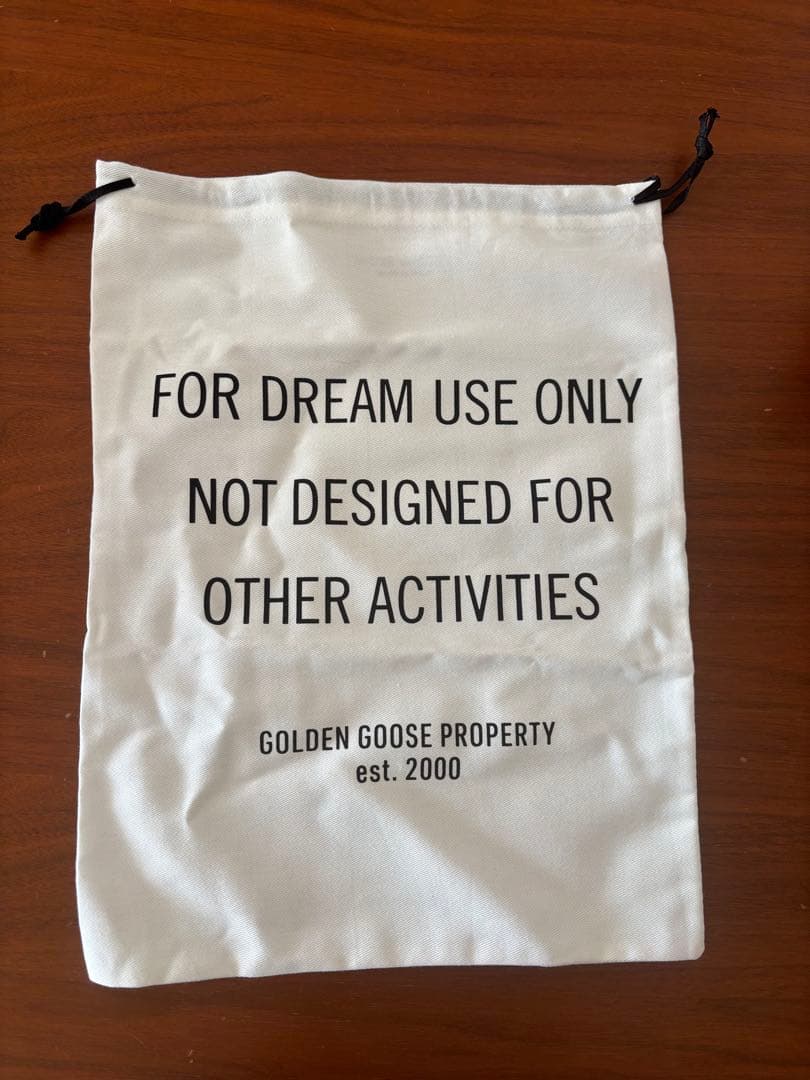 FOR DREAM USE ONLY
NOT DESIGNED FOR
OTHER ACTIVITIES
GOLDEN GOOSE PROPERTY
est. 2000